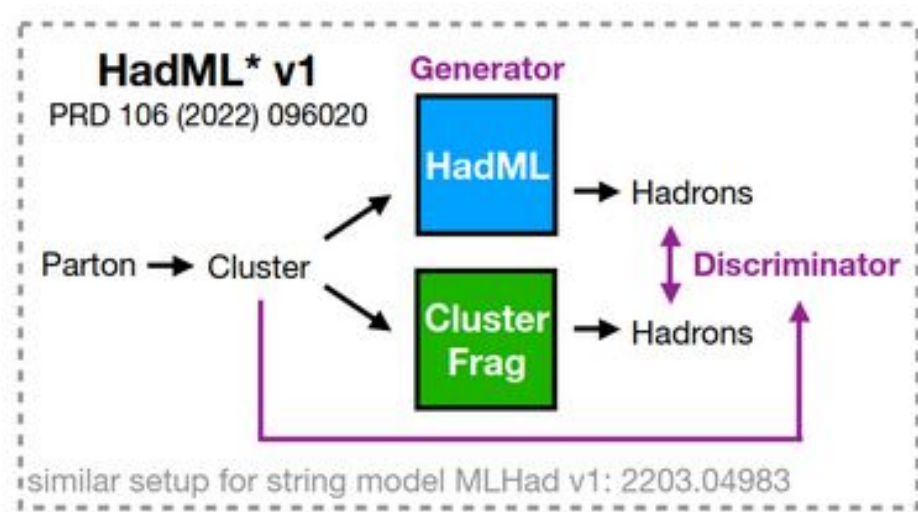 HadML* v1
PRD 106 (2022) 096020
Generator
HadML
Hadrons
Parton
Cluster
Discriminator
Cluster
Frag
Hadrons
similar setup for string model MLHad v1: 2203.04983